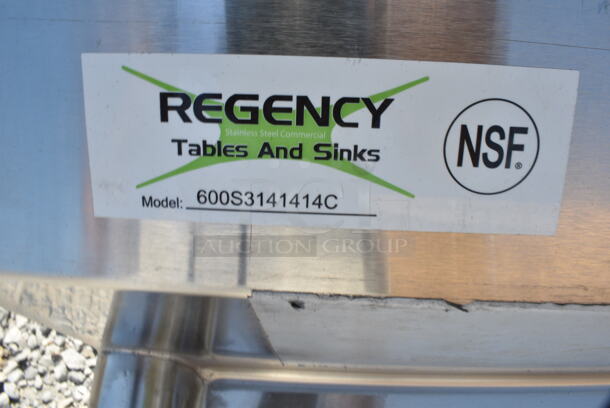 REGENCY
Stainless Steel Commercial
Tables And Sinks
NSF®
Model: 600S3141414C
AUCTION GROUP